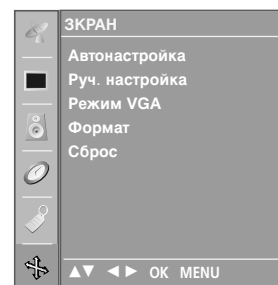 ЭКРАН
Автонастройка
Руч. настройка
Режим VGA
Формат
Сброс
▲▼ ◄► OK MENU